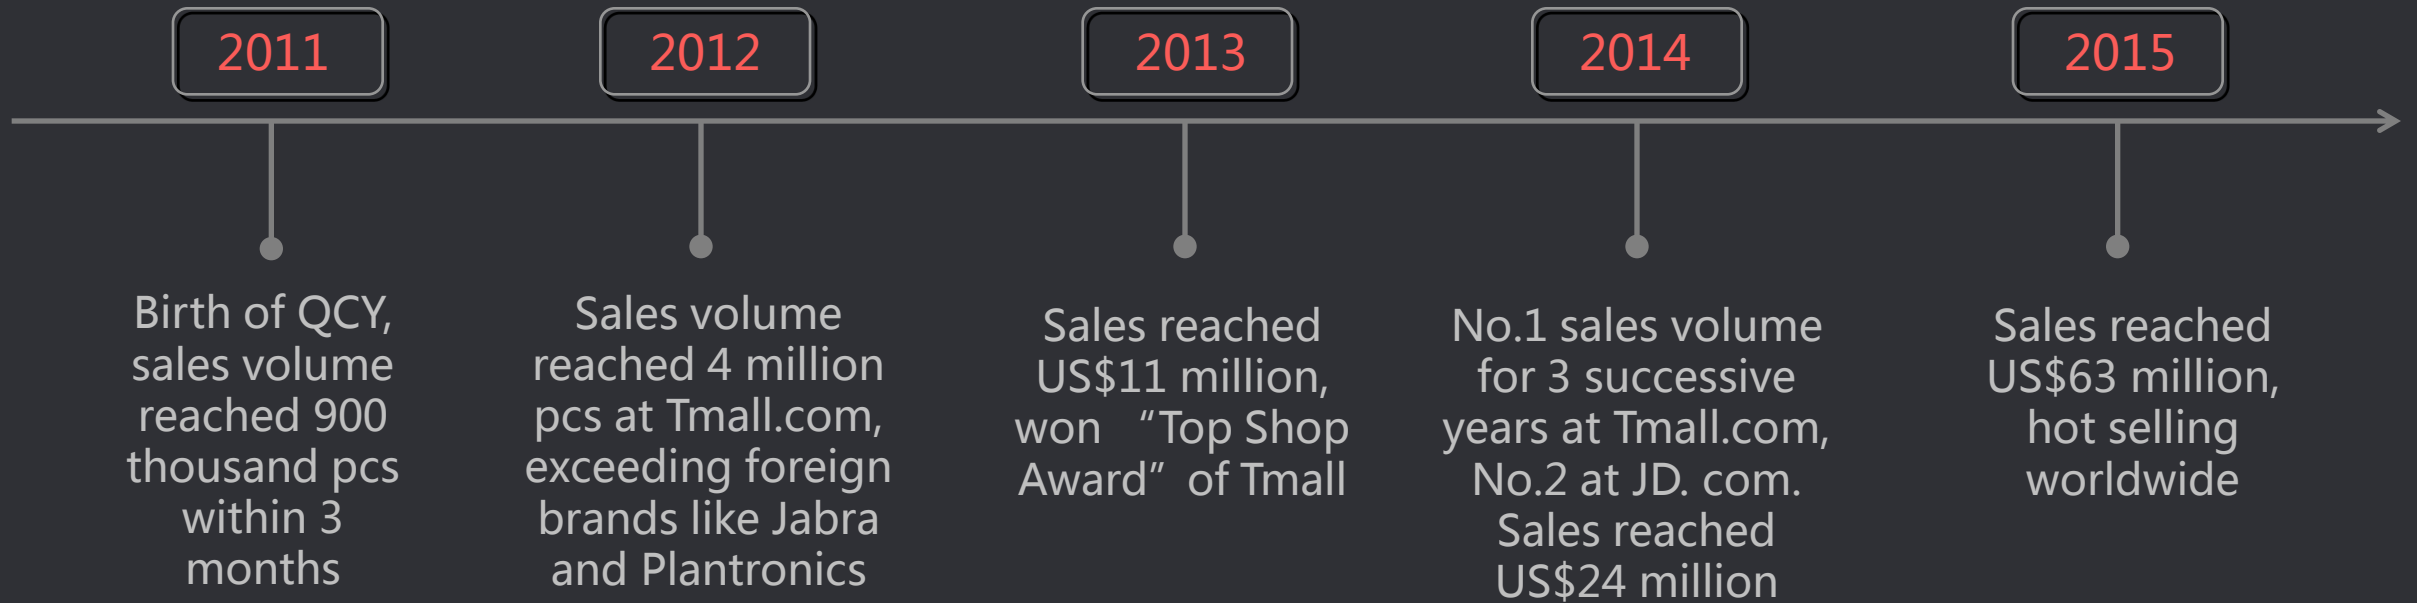 2011
Birth of QCY,
sales volume
reached 900
thousand pcs
within 3
months
2012
Sales volume
reached 4 million
pcs at Tmall.com,
exceeding foreign
brands like Jabra
and Plantronics
2013
Sales reached
US$11 million,
won “Top Shop
Award” of Tmall
2014
No.1 sales volume
for 3 successive
years at Tmall.com,
No.2 at JD. com.
Sales reached
US$24 million
2015
Sales reached
US$63 million,
hot selling
worldwide